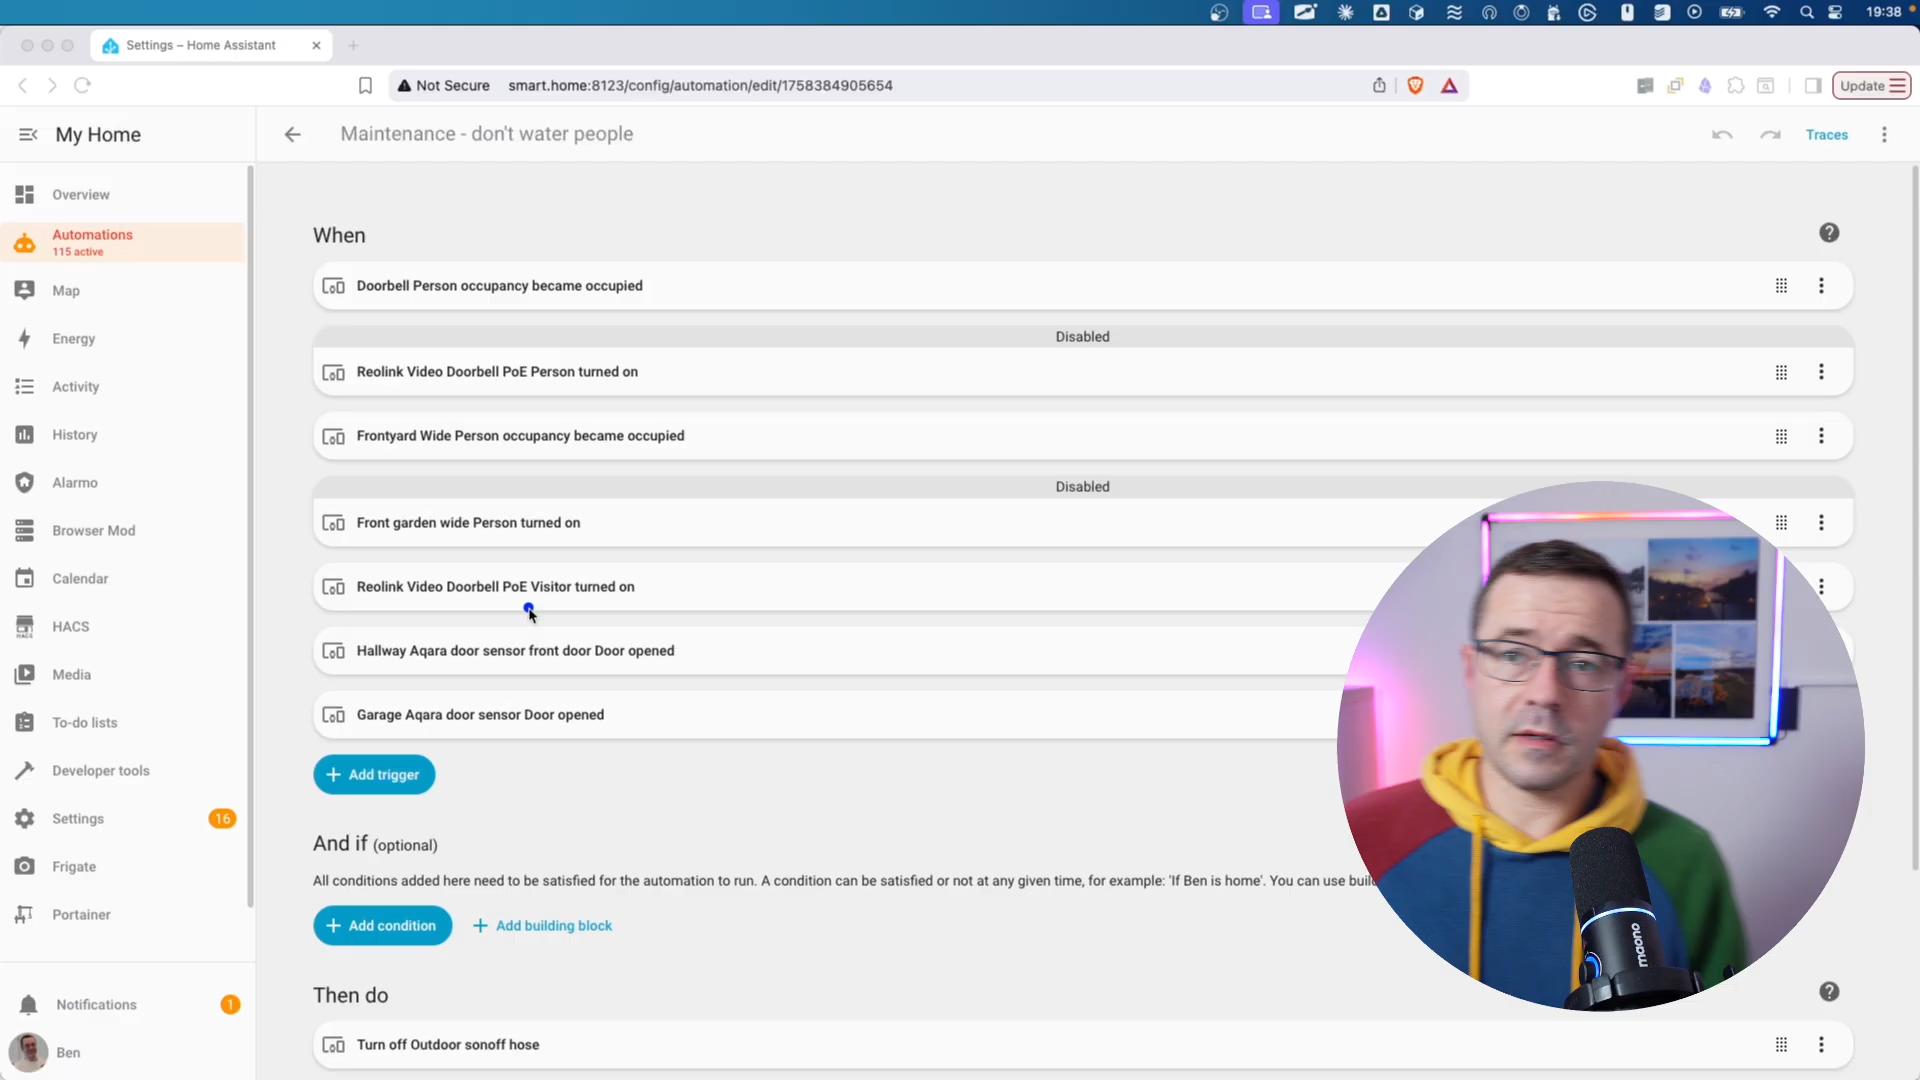 19:38
Settings – Home Assistant
Not Secure smart.home:8123/config/automation/edit/1758384905654
Update
My Home
Maintenance - don't water people
Traces
Overview
Automations
115 active
Map
Energy
Activity
History
Alarmo
Browser Mod
Calendar
HACS
Media
To-do lists
Developer tools
Settings
16
Frigate
Portainer
Notifications
1
Ben
When
Doorbell Person occupancy became occupied
Disabled
Reolink Video Doorbell PoE Person turned on
Frontyard Wide Person occupancy became occupied
Disabled
Front garden wide Person turned on
Reolink Video Doorbell PoE Visitor turned on
Hallway Aqara door sensor front door Door opened
Garage Aqara door sensor Door opened
Add trigger
And if (optional)
All conditions added here need to be satisfied for the automation to run. A condition can be satisfied or not at any given time, for example: 'If Ben is home'. You can use
Add condition
Add building block
Then do
Turn off Outdoor sonoff hose
maono